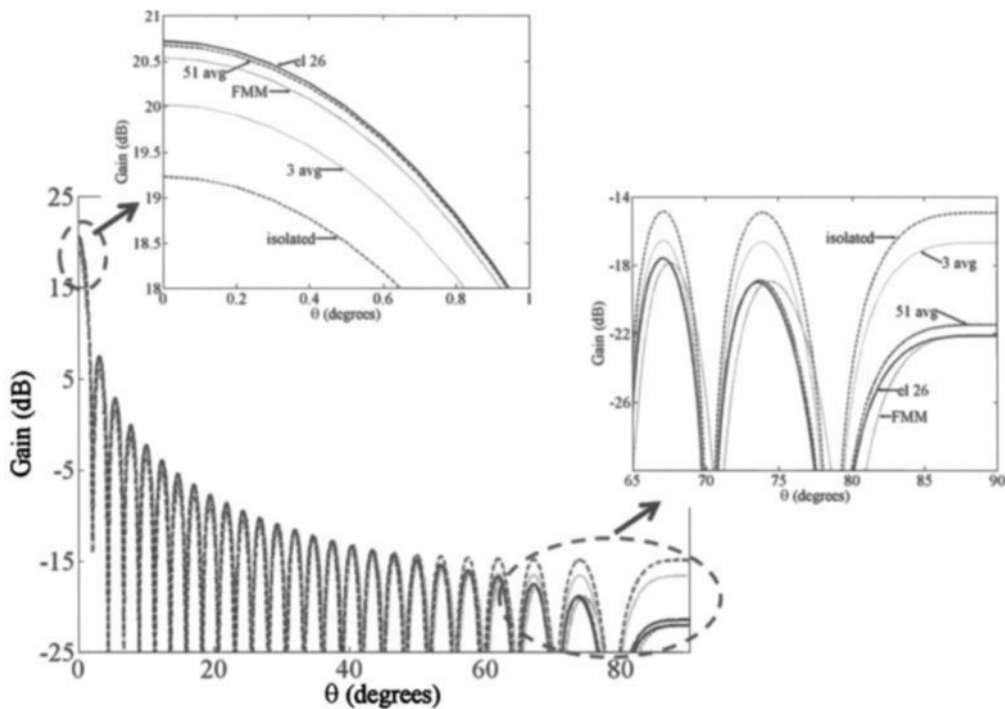 21
20.5
20
19.5
19
18.5
18
Gain (dB)
cl 26
51 avg
FMM
3 avg
isolated
0
0.2
0.4
0.6
0.8
1
θ (degrees)
25
15
5
-5
-15
-25
Gain (dB)
0
20
40
60
80
θ (degrees)
-14
-18
-22
-26
Gain (dB)
isolated
3 avg
51 avg
cl 26
FMM
65
70
75
80
85
90
θ (degrees)